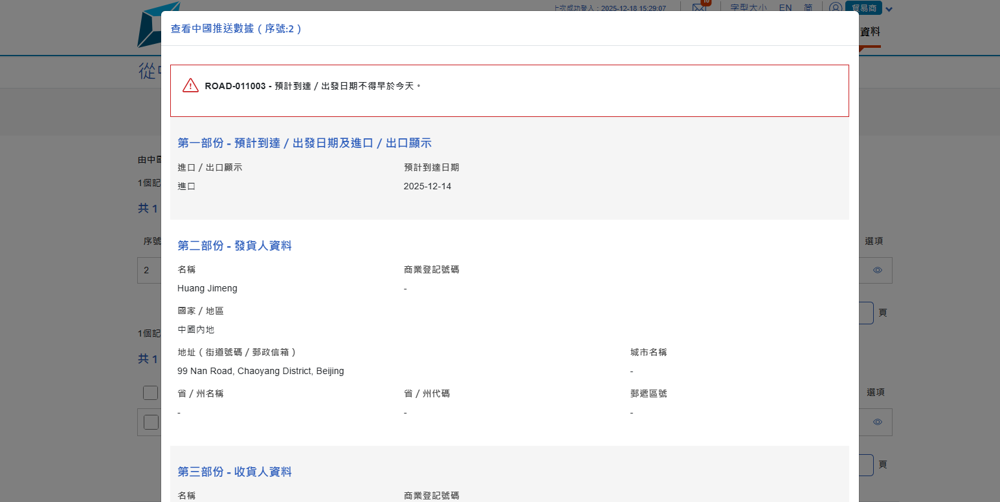 上次成功登入：2025-12-18 15:29:07
10
字型大小
EN
简
貿易商
資料
從
查看中國推送數據（序號:2）
ROAD-011003 - 預計到達 / 出發日期不得早於今天。
第一部份 - 預計到達 / 出發日期及進口 / 出口顯示
進口 / 出口顯示 預計到達日期
進口 2025-12-14
由中國
1個記
共 1
序號 選項
2
頁
第二部份 - 發貨人資料
名稱 商業登記號碼
Huang Jimeng -
國家 / 地區
中國內地
地址（街道號碼 / 郵政信箱） 城市名稱
99 Nan Road, Chaoyang District, Beijing -
省 / 州名稱 省 / 州代碼 郵遞區號
- - -
1個記
共 1
選項
頁
第三部份 - 收貨人資料
名稱 商業登記號碼